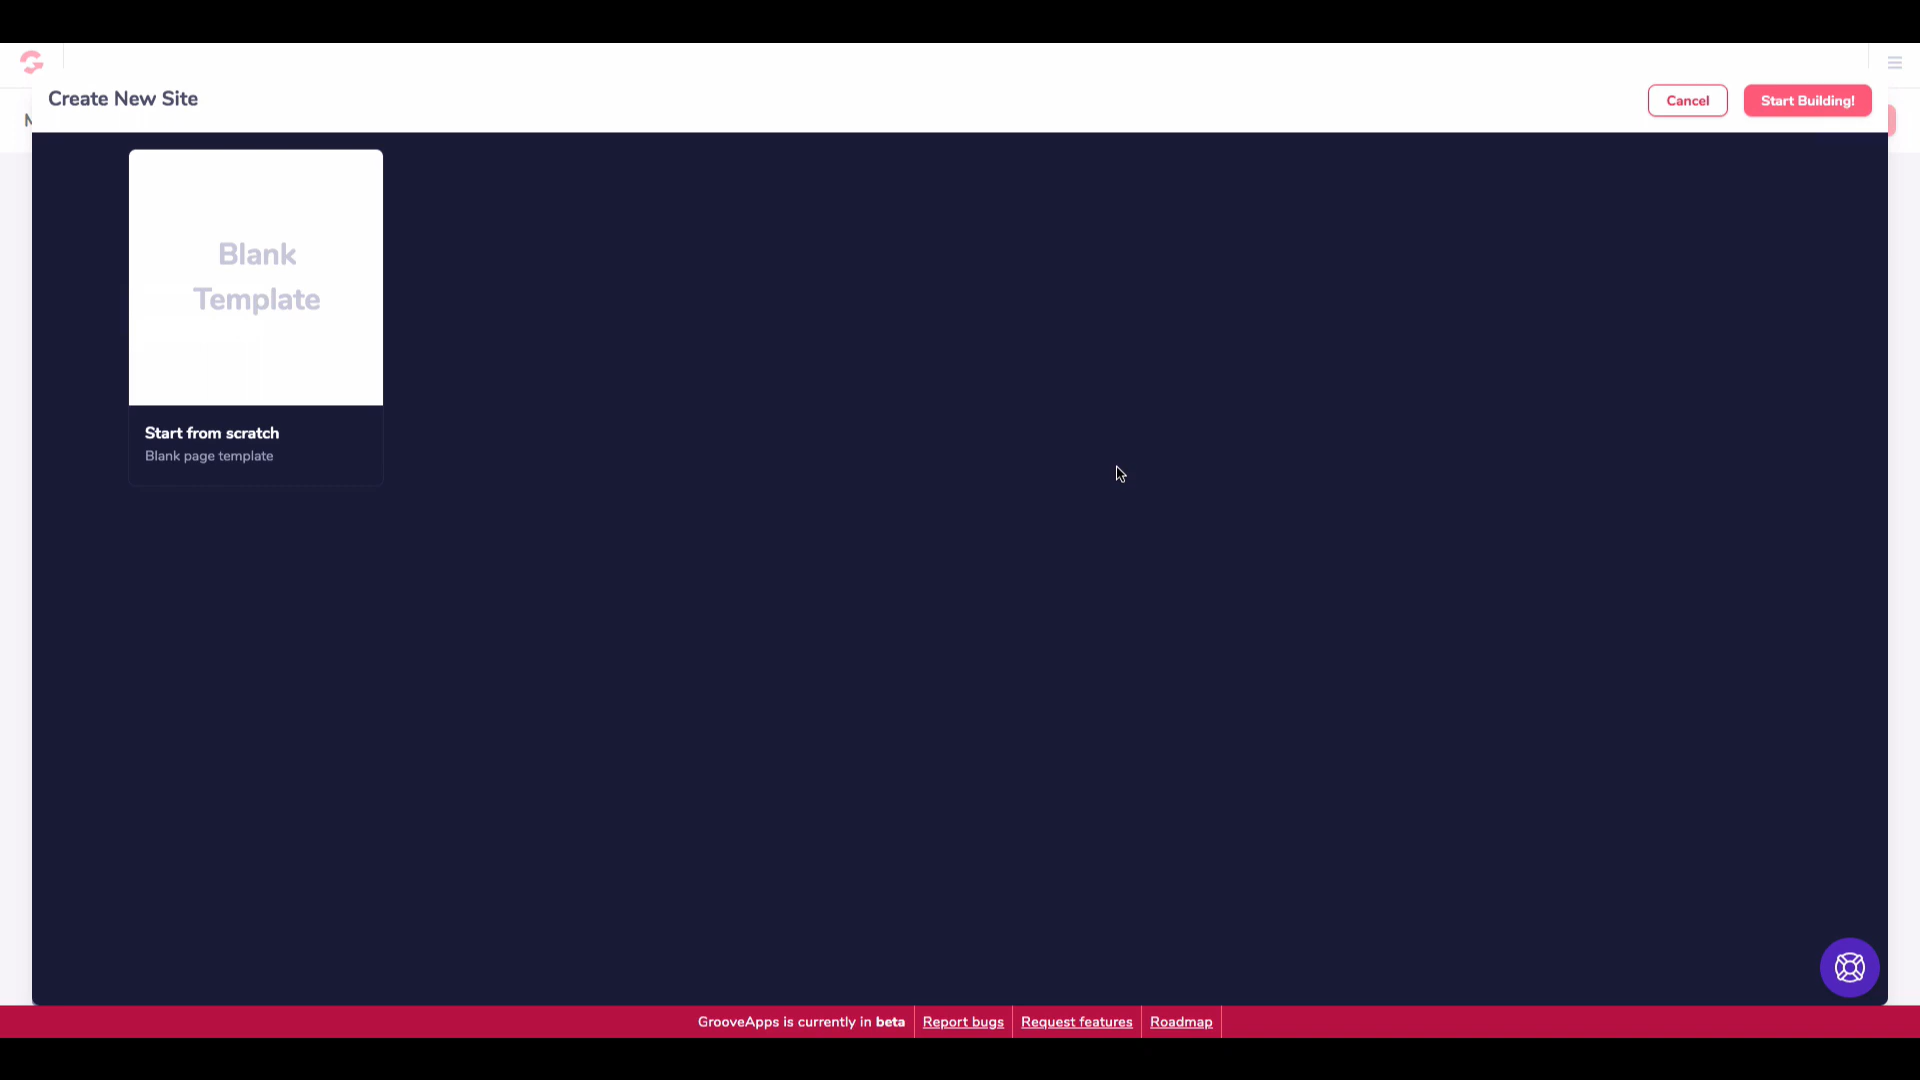 Create New Site
Cancel
Start Building!
Blank
Template
Start from scratch
Blank page template
GrooveApps is currently in beta
Report bugs
Request features
Roadmap